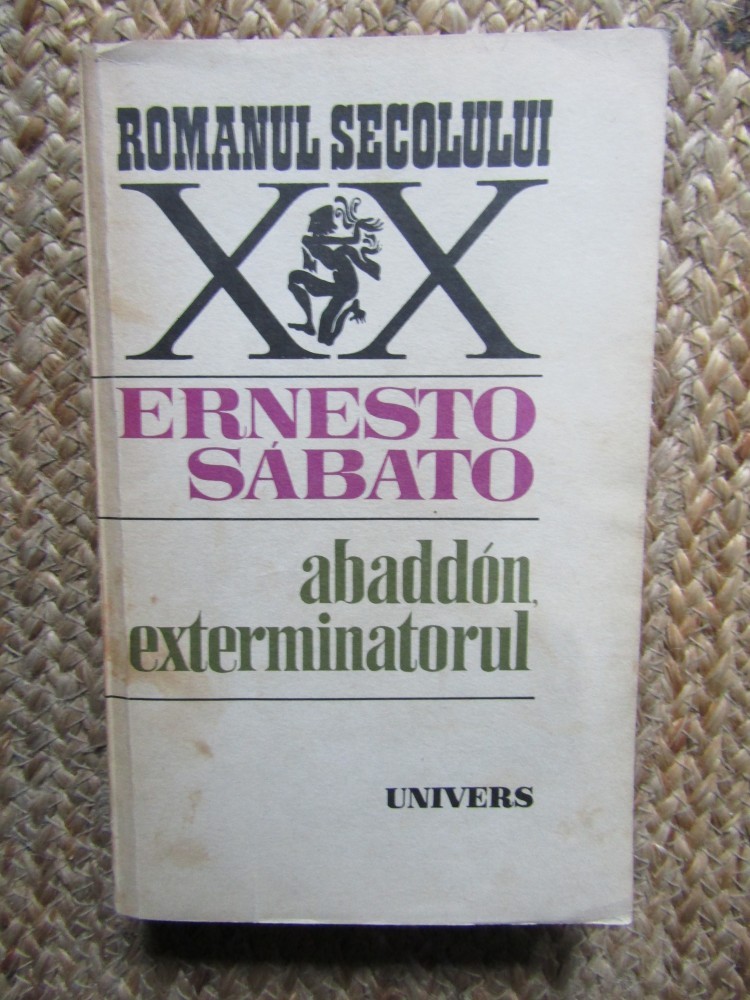 ROMANUL SECOLULUI
XX
ERNESTO
SÁBATO
abaddón,
exterminatorul
UNIVERS